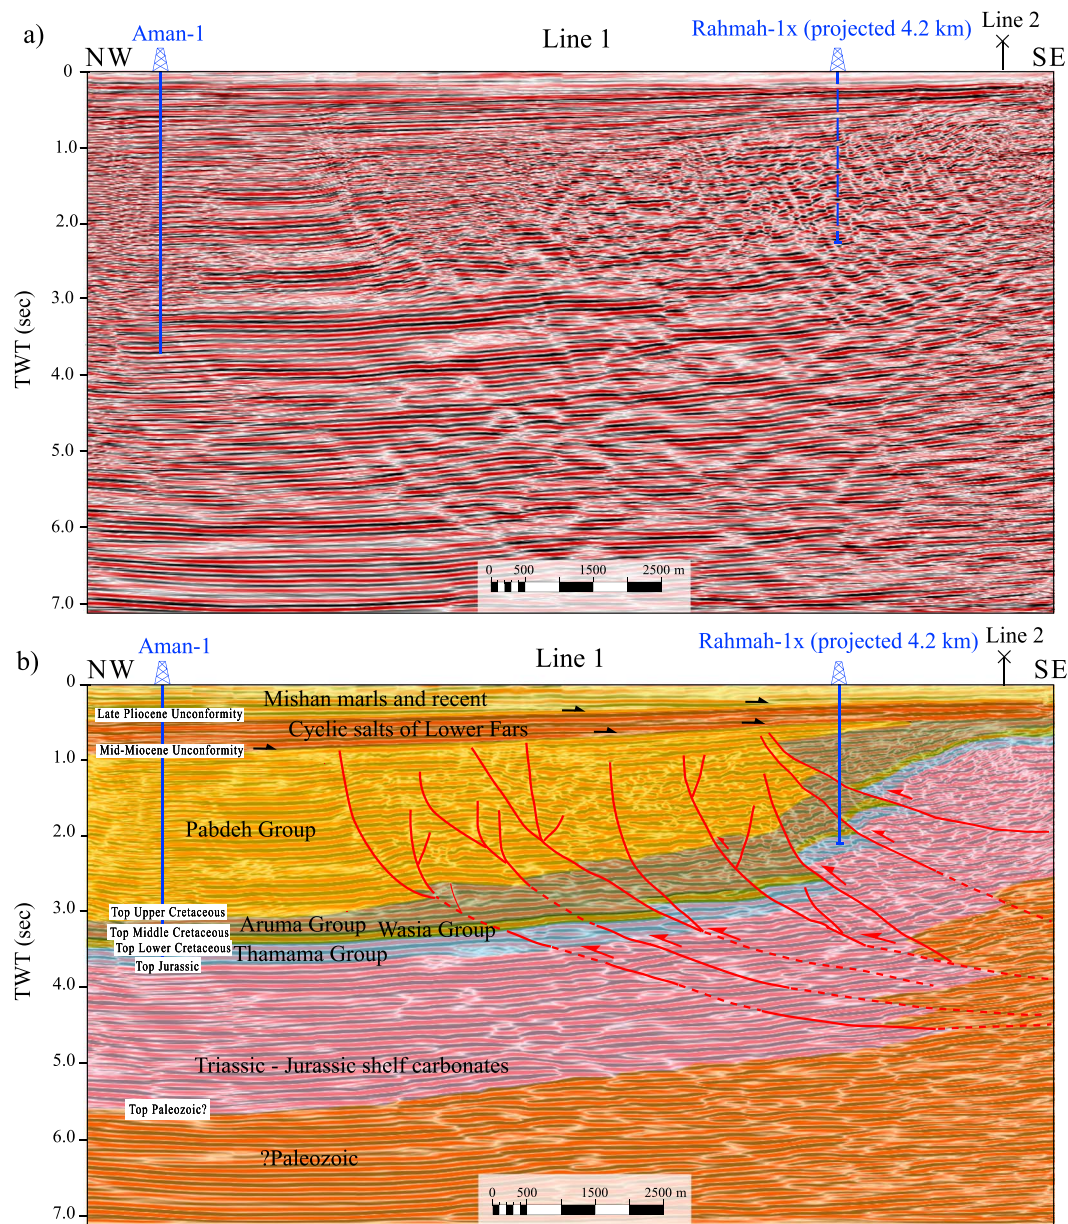 a)
NW
Aman-1
Line 1
Rahmah-1x (projected 4.2 km)
Line 2
SE
0
1.0
2.0
3.0
4.0
5.0
6.0
7.0
TWT (sec)
0 500 1500 2500 m
b)
NW
Aman-1
Line 1
Rahmah-1x (projected 4.2 km)
Line 2
SE
0
1.0
2.0
3.0
4.0
5.0
6.0
7.0
TWT (sec)
Mishan marls and recent
Late Pliocene Unconformity
Cyclic salts of Lower Fars
Mid-Miocene Unconformity
Pabdeh Group
Top Upper Cretaceous
Aruma Group
Wasia Group
Top Middle Cretaceous
Top Lower Cretaceous
Thamama Group
Top Jurassic
Triassic - Jurassic shelf carbonates
Top Paleozoic?
?Paleozoic
0 500 1500 2500 m